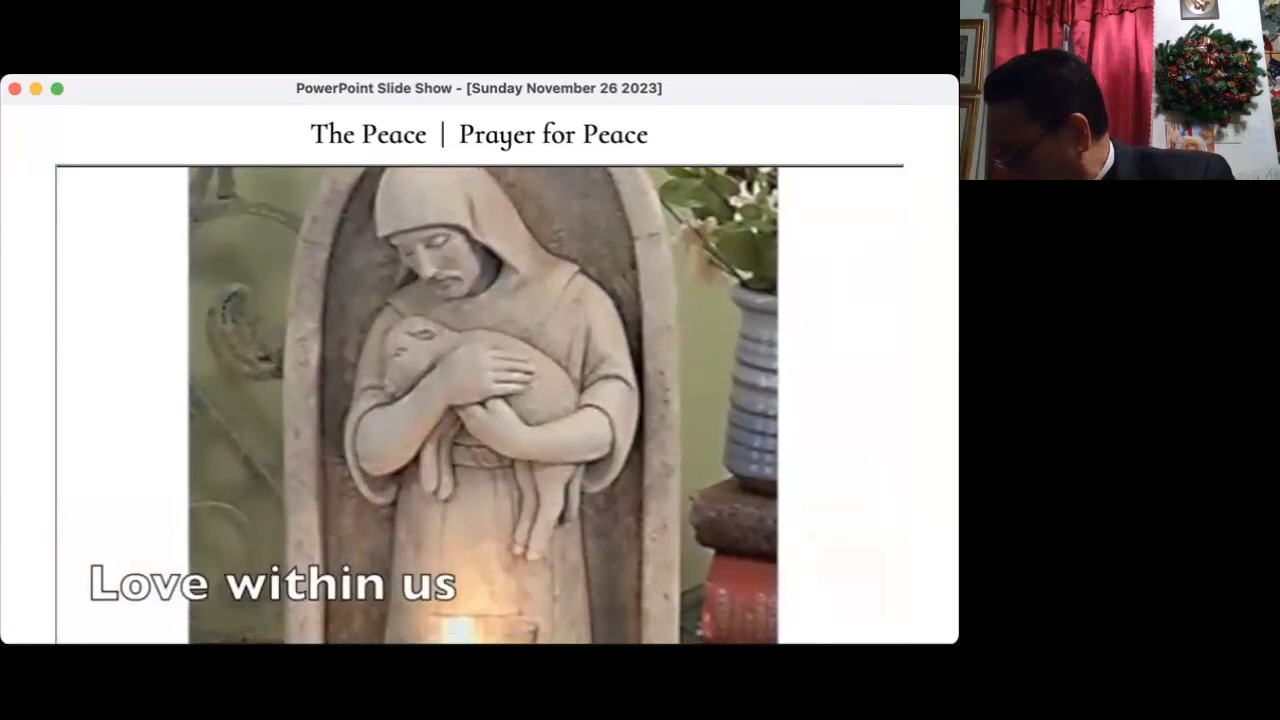 PowerPoint Slide Show - [Sunday November 26 2023]
The Peace | Prayer for Peace
Love within us